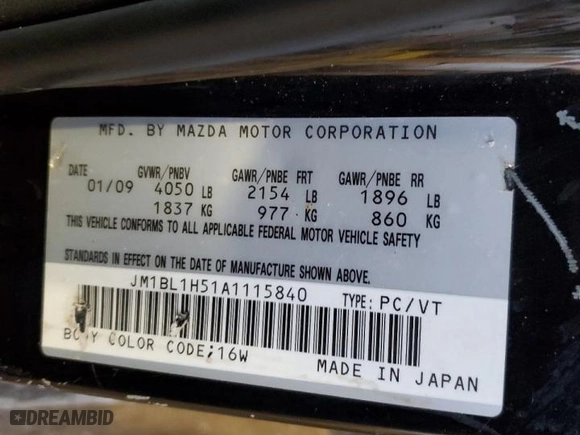 MFD. BY MAZDA MOTOR CORPORATION
DATE GVWR/PNBV GAWR/PNBE FRT GAWR/PNBE RR
01/09 4050 LB 2154 LB 1896 LB
1837 KG 977 KG 860 KG
THIS VEHICLE CONFORMS TO ALL APPLICABLE FEDERAL MOTOR VEHICLE SAFETY
STANDARDS IN EFFECT ON THE DATE OF MANUFACTURE SHOWN ABOVE.
JM1BL1H51A1115840 TYPE: PC/VT
BODY COLOR CODE;16W
MADE IN JAPAN
DREAMBID